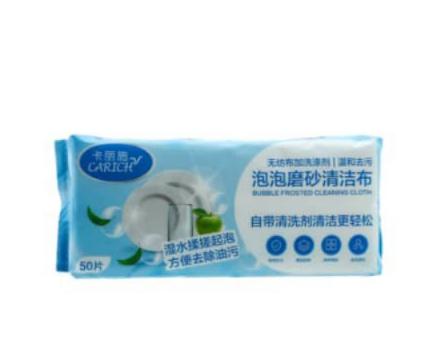 卡丽施
CARICH
无纺布加洗涤剂 | 温和去污
泡泡磨砂清洁布
BUBBLE FROSTED CLEANING CLOTH
自带清洗剂清洁更轻松
湿水揉搓起泡
方便去除油污
50片